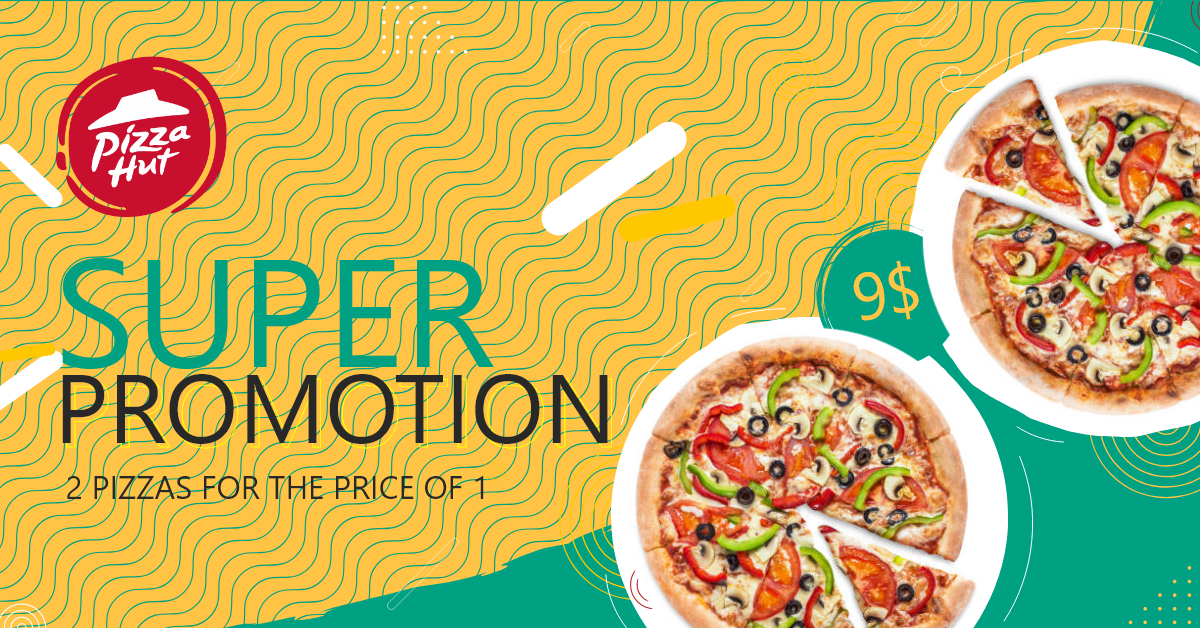 Pizza
Hut
SUPER
PROMOTION
2 PIZZAS FOR THE PRICE OF 1
9$